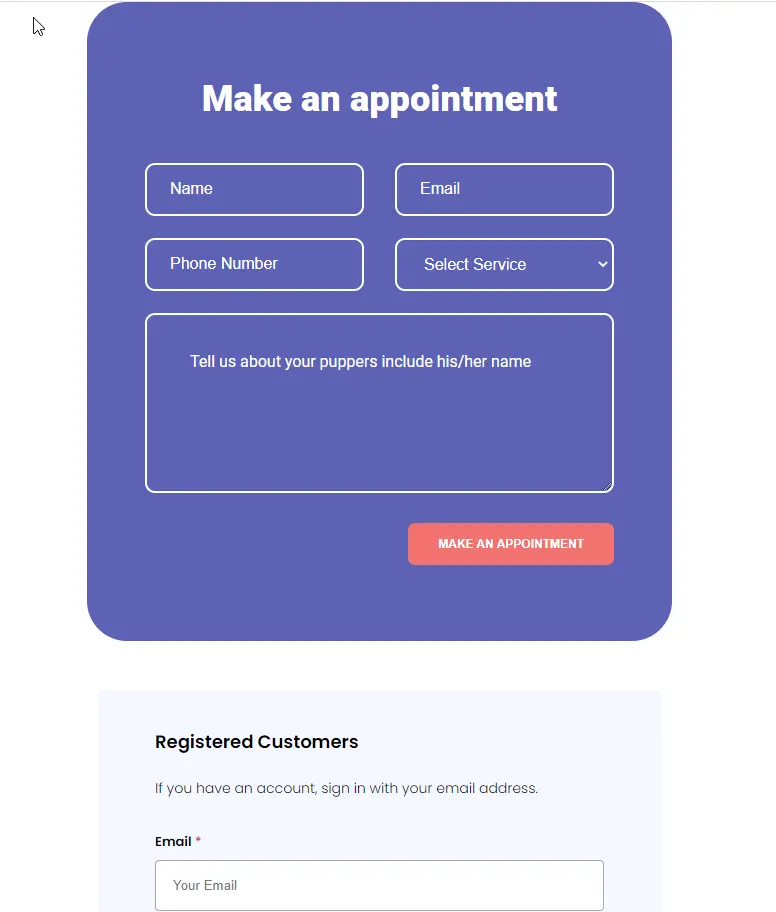 Make an appointment
Name
Email
Phone Number
Select Service
Tell us about your puppers include his/her name
MAKE AN APPOINTMENT
Registered Customers
If you have an account, sign in with your email address.
Email *
Your Email